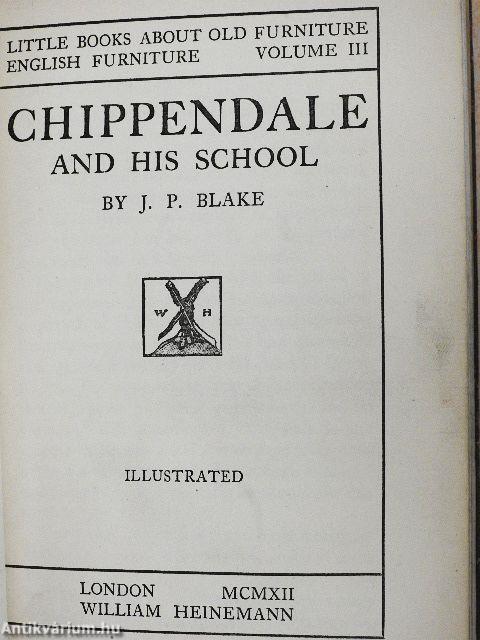 LITTLE BOOKS ABOUT OLD FURNITURE
ENGLISH FURNITURE VOLUME III
CHIPPENDALE
AND HIS SCHOOL
BY J. P. BLAKE
W H
ILLUSTRATED
LONDON MCMXII
WILLIAM HEINEMANN
Antikvárium.hu